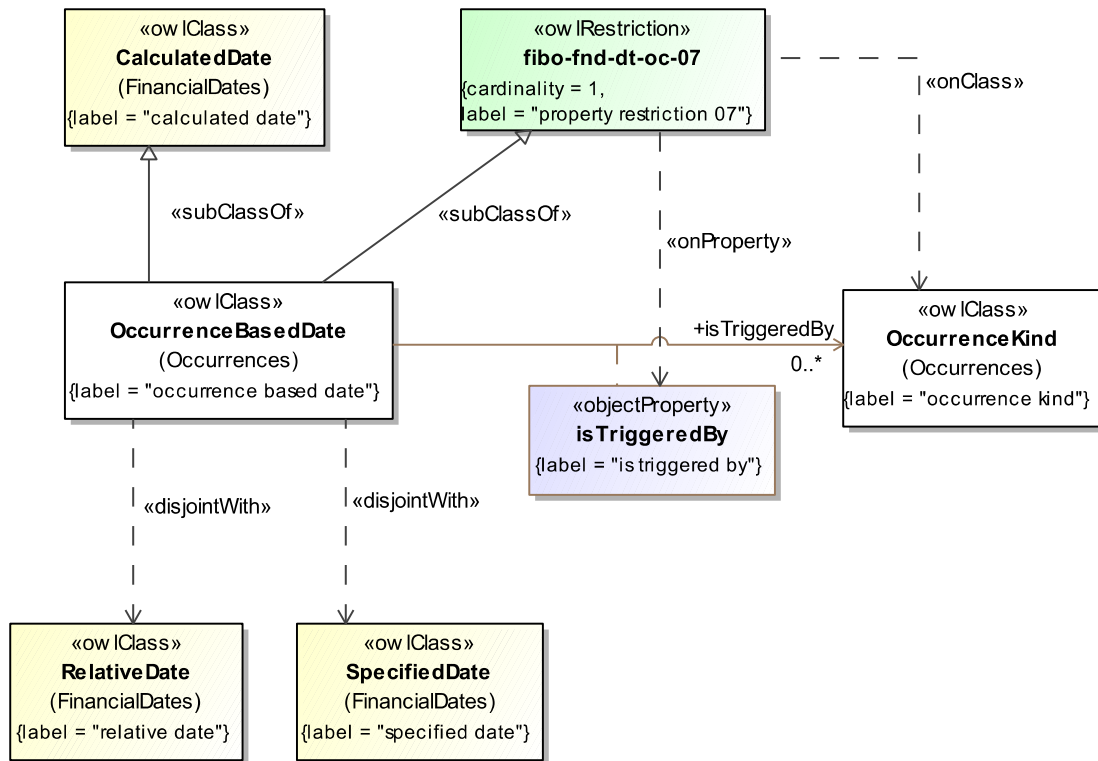 «owlClass»
CalculatedDate
(FinancialDates)
{label = "calculated date"}
«owlRestriction»
fibo-fnd-dt-oc-07
{cardinality = 1,
label = "property restriction 07"}
«onClass»
«subClassOf»
«subClassOf»
«onProperty»
«owlClass»
OccurrenceBasedDate
(Occurrences)
{label = "occurrence based date"}
+isTriggeredBy
0..*
«owlClass»
OccurrenceKind
(Occurrences)
{label = "occurrence kind"}
«objectProperty»
isTriggeredBy
{label = "is triggered by"}
«disjointWith»
«disjointWith»
«owlClass»
RelativeDate
(FinancialDates)
{label = "relative date"}
«owlClass»
SpecifiedDate
(FinancialDates)
{label = "specified date"}